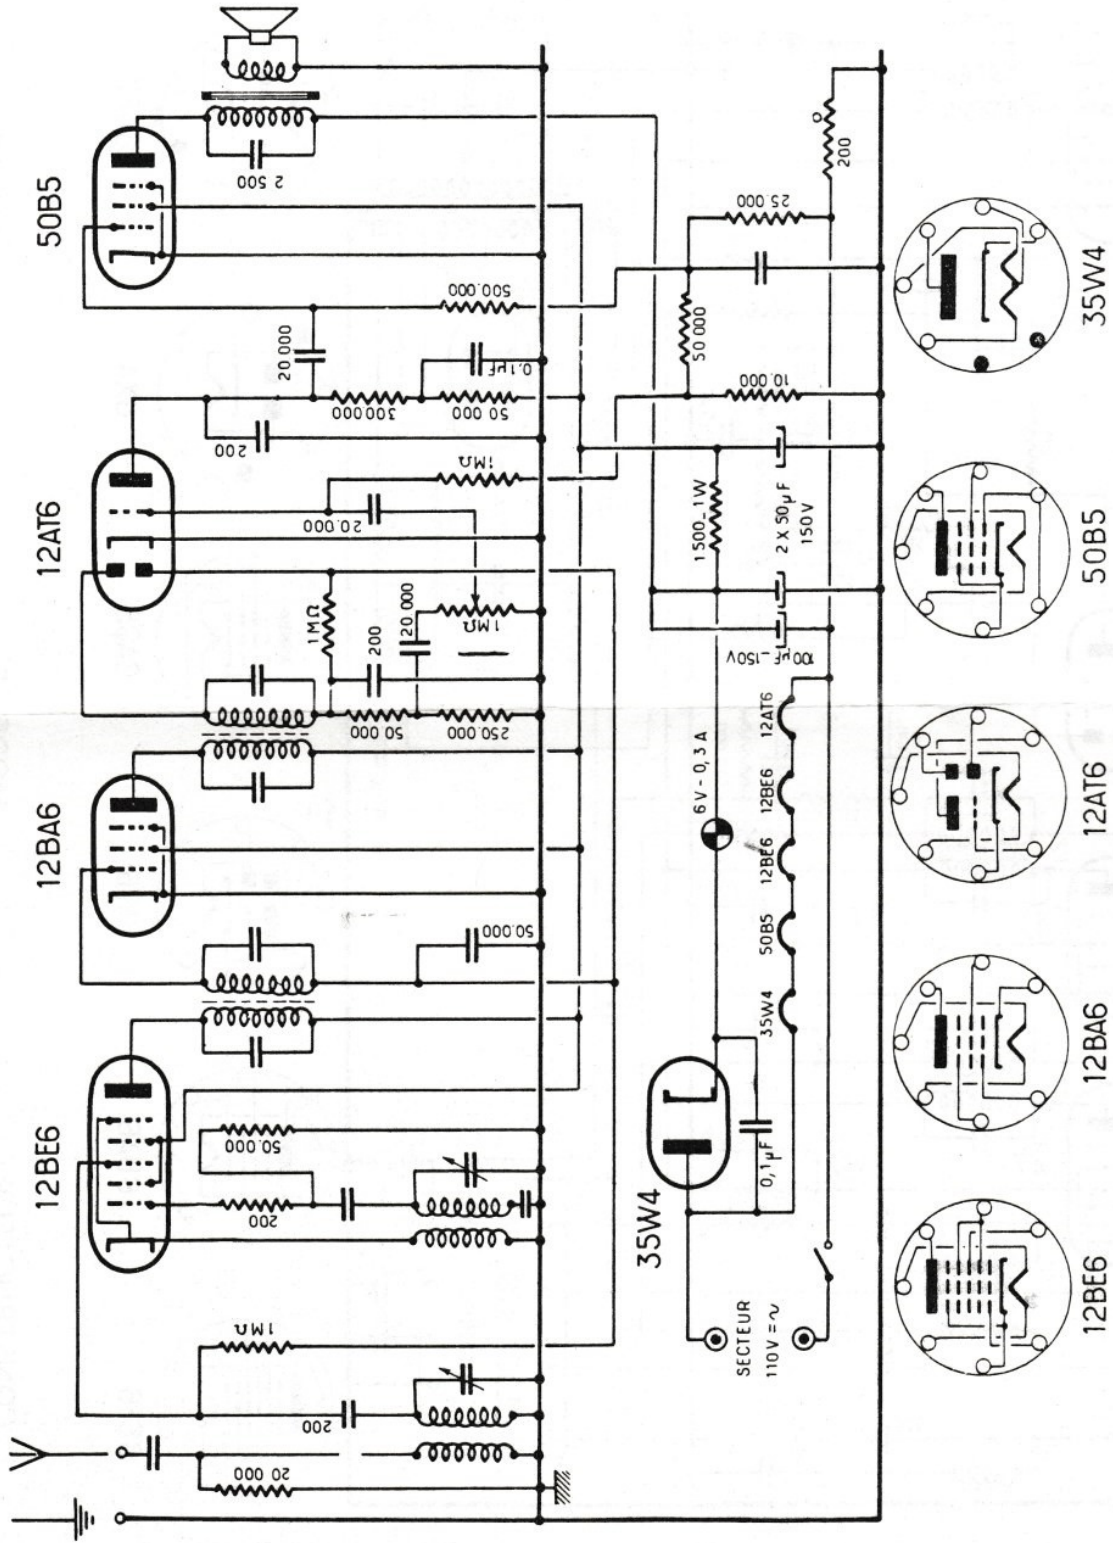 12BE6
12BA6
12AT6
50B5
20 000
200
1MΩ
200
50.000
50.000
50 000
250.000
1MΩ
200
20.000
1MΩ
20.000
1MΩ
200
300.000
50 000
0.1µF
20 000
500.000
2 500
35W4
SECTEUR
110V = ~
0,1µF
35W4
50B5
12BE6
12BE6
12AT6
6V - 0,3 A
100µF_150V
1500_1W
2 X 50µF
150V
10.000
50 000
25.000
200
12BE6
12BA6
12AT6
50B5
35W4